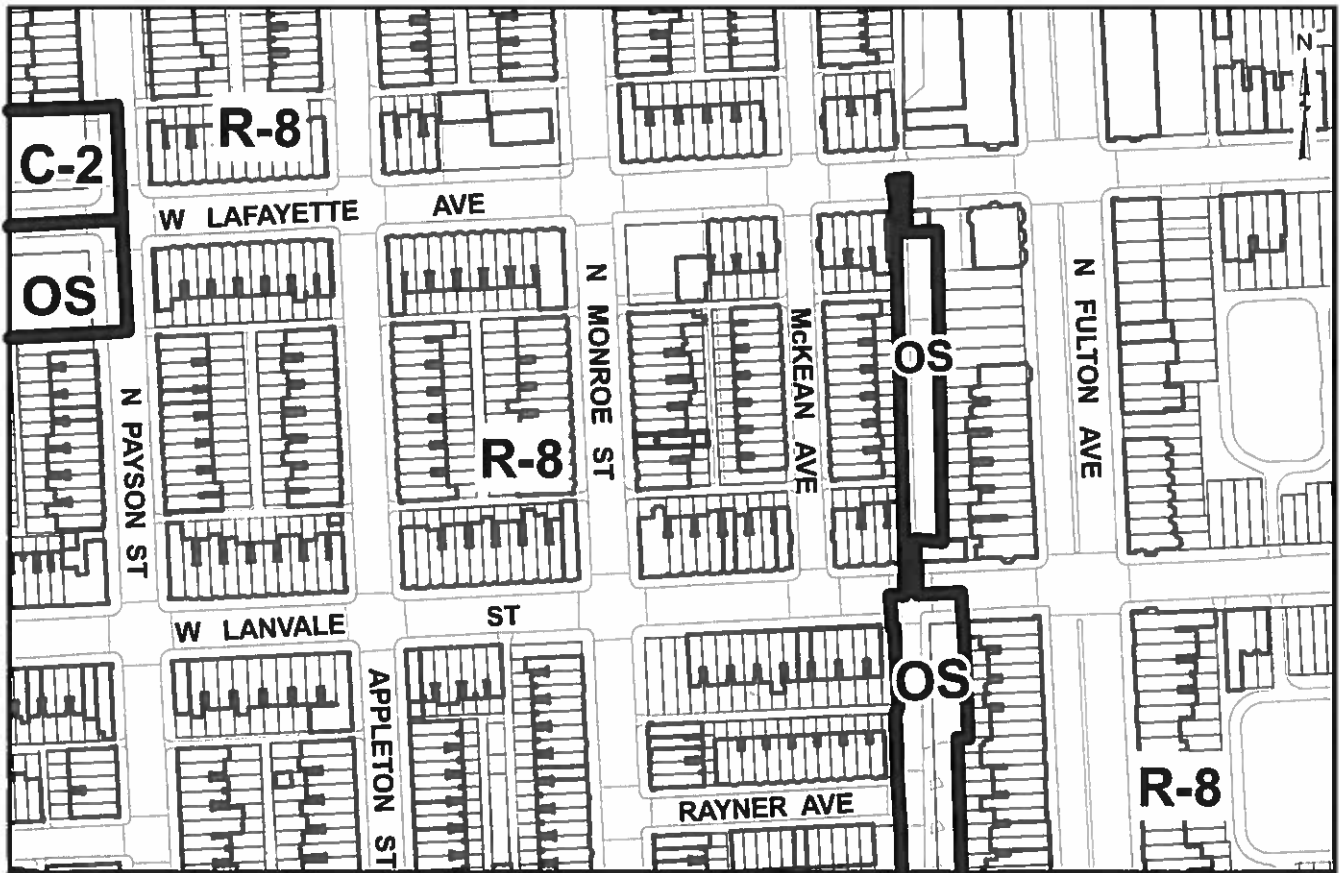 N
R-8
C-2
W LAFAYETTE AVE
OS
N MONROE ST
N FULTON AVE
McKEAN AVE
OS
N PAYSON ST
R-8
W LANVALE ST
APPLETON ST
OS
R-8
RAYNER AVE